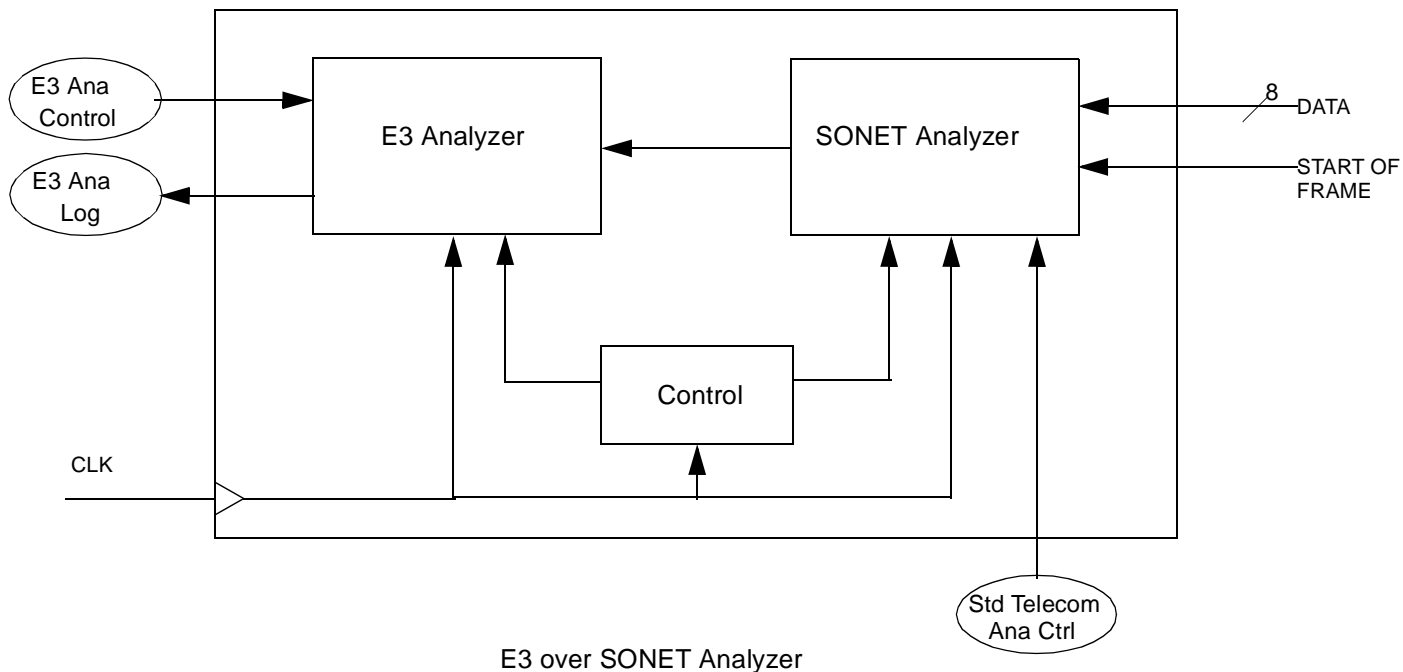 E3 Ana
Control
E3 Analyzer
SONET Analyzer
8
DATA
E3 Ana
Log
START OF
FRAME
Control
CLK
Std Telecom
Ana Ctrl
E3 over SONET Analyzer